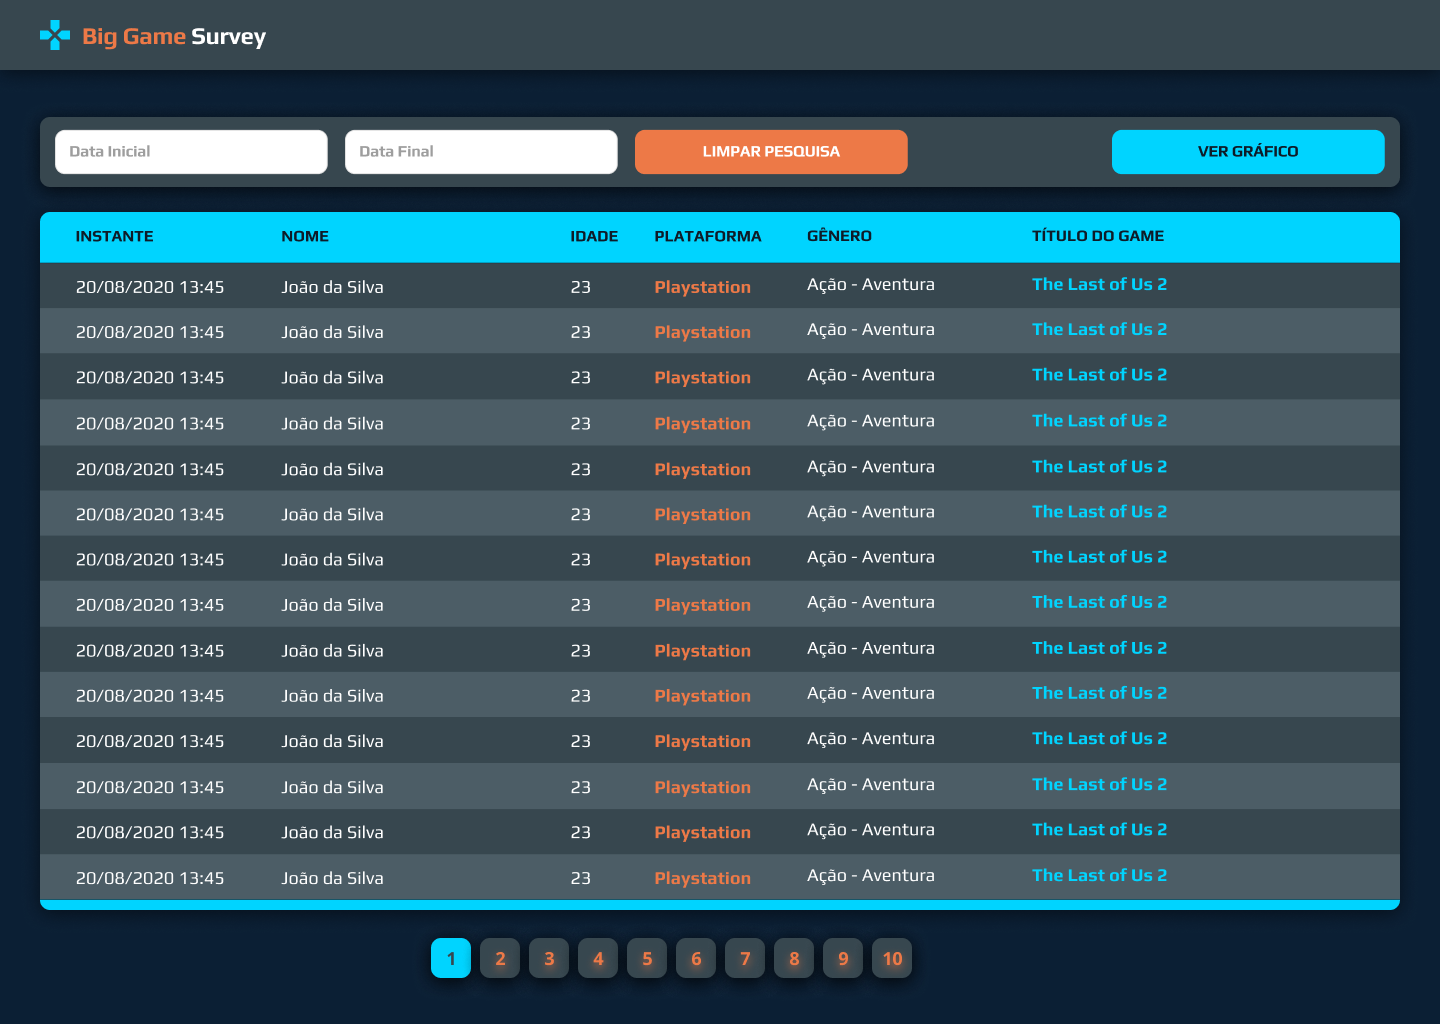 Big Game Survey
Data Inicial Data Final LIMPAR PESQUISA VER GRÁFICO
INSTANTE NOME IDADE PLATAFORMA GÊNERO TÍTULO DO GAME
20/08/2020 13:45 João da Silva 23 Playstation Ação - Aventura The Last of Us 2
20/08/2020 13:45 João da Silva 23 Playstation Ação - Aventura The Last of Us 2
20/08/2020 13:45 João da Silva 23 Playstation Ação - Aventura The Last of Us 2
20/08/2020 13:45 João da Silva 23 Playstation Ação - Aventura The Last of Us 2
20/08/2020 13:45 João da Silva 23 Playstation Ação - Aventura The Last of Us 2
20/08/2020 13:45 João da Silva 23 Playstation Ação - Aventura The Last of Us 2
20/08/2020 13:45 João da Silva 23 Playstation Ação - Aventura The Last of Us 2
20/08/2020 13:45 João da Silva 23 Playstation Ação - Aventura The Last of Us 2
20/08/2020 13:45 João da Silva 23 Playstation Ação - Aventura The Last of Us 2
20/08/2020 13:45 João da Silva 23 Playstation Ação - Aventura The Last of Us 2
20/08/2020 13:45 João da Silva 23 Playstation Ação - Aventura The Last of Us 2
20/08/2020 13:45 João da Silva 23 Playstation Ação - Aventura The Last of Us 2
20/08/2020 13:45 João da Silva 23 Playstation Ação - Aventura The Last of Us 2
20/08/2020 13:45 João da Silva 23 Playstation Ação - Aventura The Last of Us 2
1 2 3 4 5 6 7 8 9 10